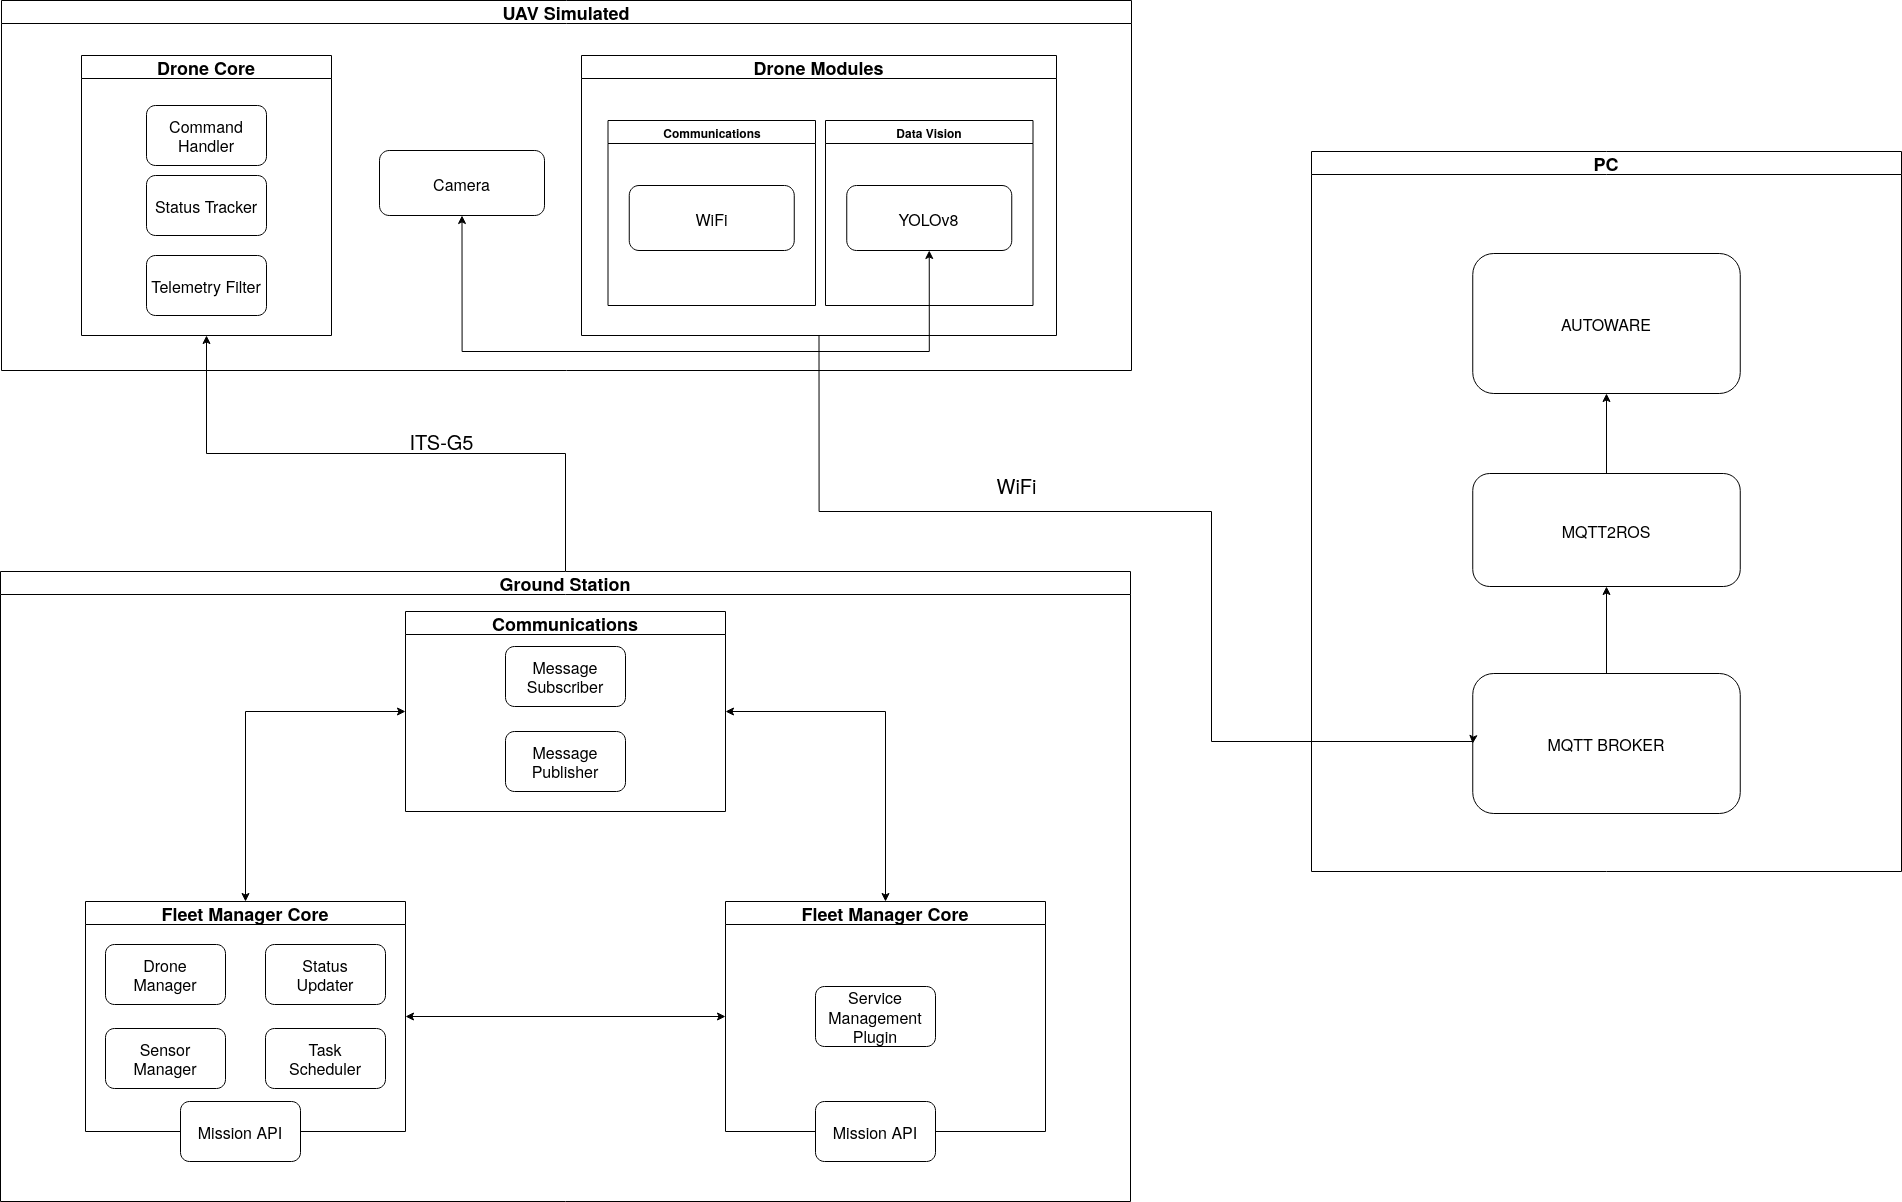 UAV Simulated
Drone Core
Command
Handler
Status Tracker
Telemetry Filter
Camera
Drone Modules
Communications
WiFi
Data Vision
YOLOv8
ITS-G5
WiFi
PC
AUTOWARE
MQTT2ROS
MQTT BROKER
Ground Station
Communications
Message
Subscriber
Message
Publisher
Fleet Manager Core
Drone
Manager
Status
Updater
Sensor
Manager
Task
Scheduler
Mission API
Fleet Manager Core
Service
Management
Plugin
Mission API